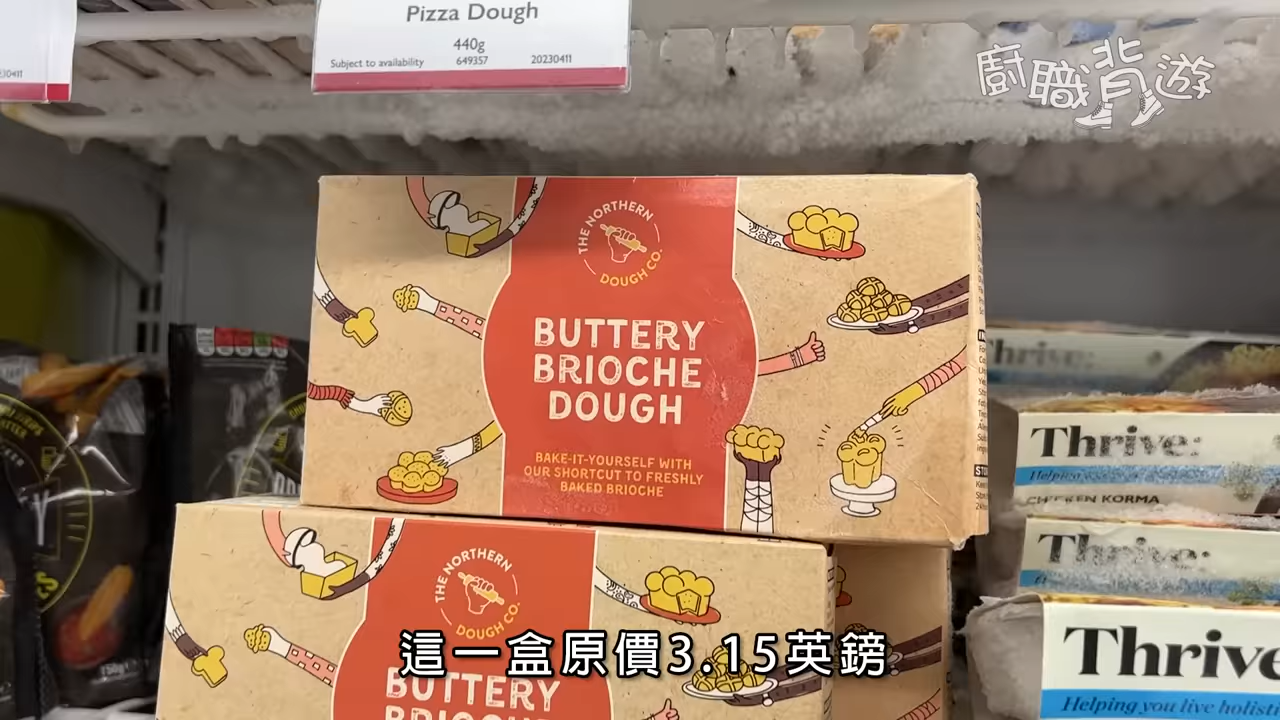 Pizza Dough
440g
Subject to availability 649357 20230411
廚職背遊
THE NORTHERN
DOUGH CO.
BUTTERY
BRIOCHE
DOUGH
BAKE-IT-YOURSELF WITH
OUR SHORTCUT TO FRESHLY
BAKED BRIOCHE
Thrive:
Thrive:
CHICKEN KORMA
Thrive:
Thrive
Helping you live holisti
THE NORTHERN
DOUGH CO.
BUTTERY
這一盒原價3.15英鎊